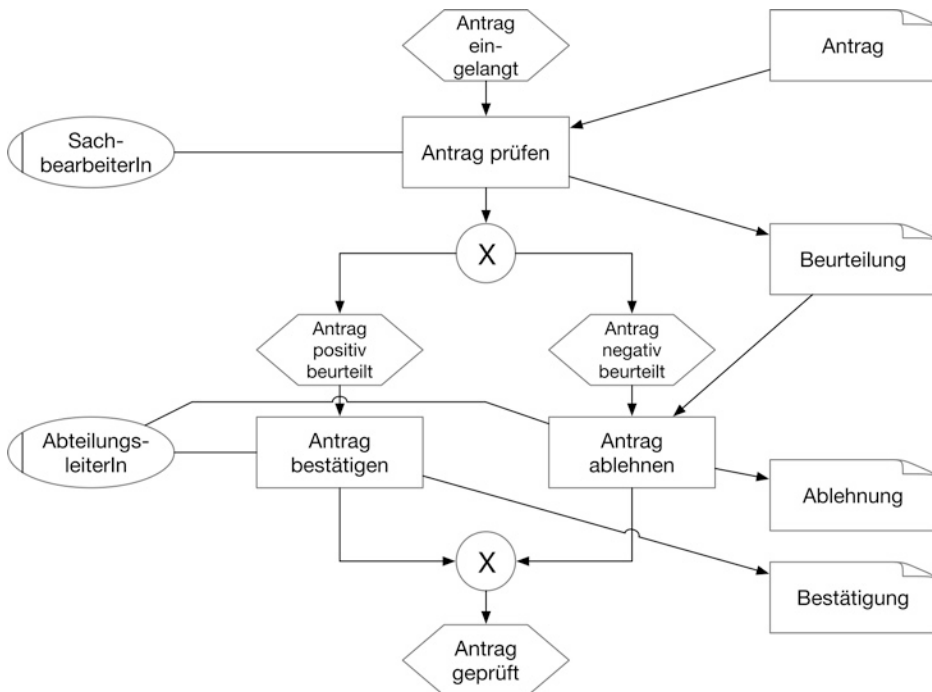 Antrag
ein-
gelangt
Antrag
Sach-
bearbeiterIn
Antrag prüfen
X
Beurteilung
Antrag
positiv
beurteilt
Antrag
negativ
beurteilt
Abteilungs-
leiterIn
Antrag
bestätigen
Antrag
ablehnen
Ablehnung
X
Bestätigung
Antrag
geprüft